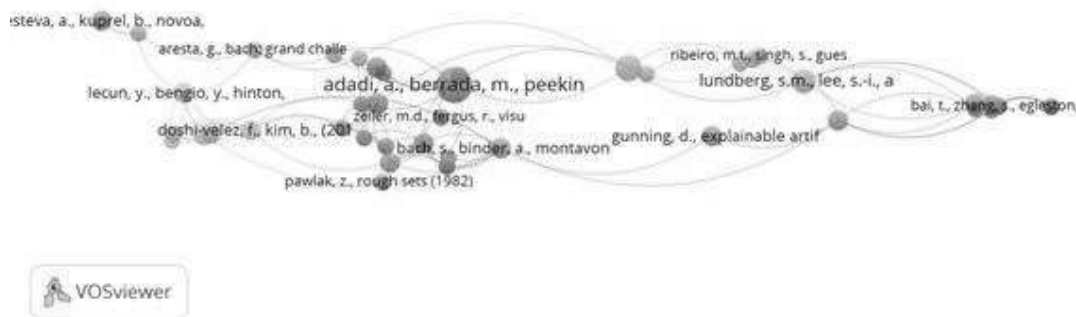 esteva, a., kuprel, b., novoa,
aresta, g., bach; grand challe
ribeiro, m.t., singh, s., gues
adadi, a., berrada, m., peekin
lundberg, s.m., lee, s.-i., a
lecun, y., bengio, y., hinton,
bai, t., zhang, s., egleston,
zeiler, m.d., fergus, r., visu
doshi-velez, f., kim, b., (201
gunning, d., explainable artif
bach, s., binder, a., montavon
pawlak, z., rough sets (1982)
VOSviewer